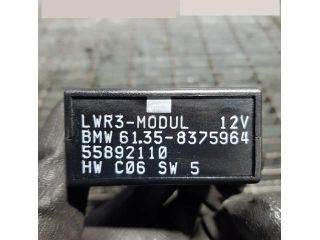 LWR3-MODUL 12V
BMW 61.35-8375964
55892110
HW C06 SW 5